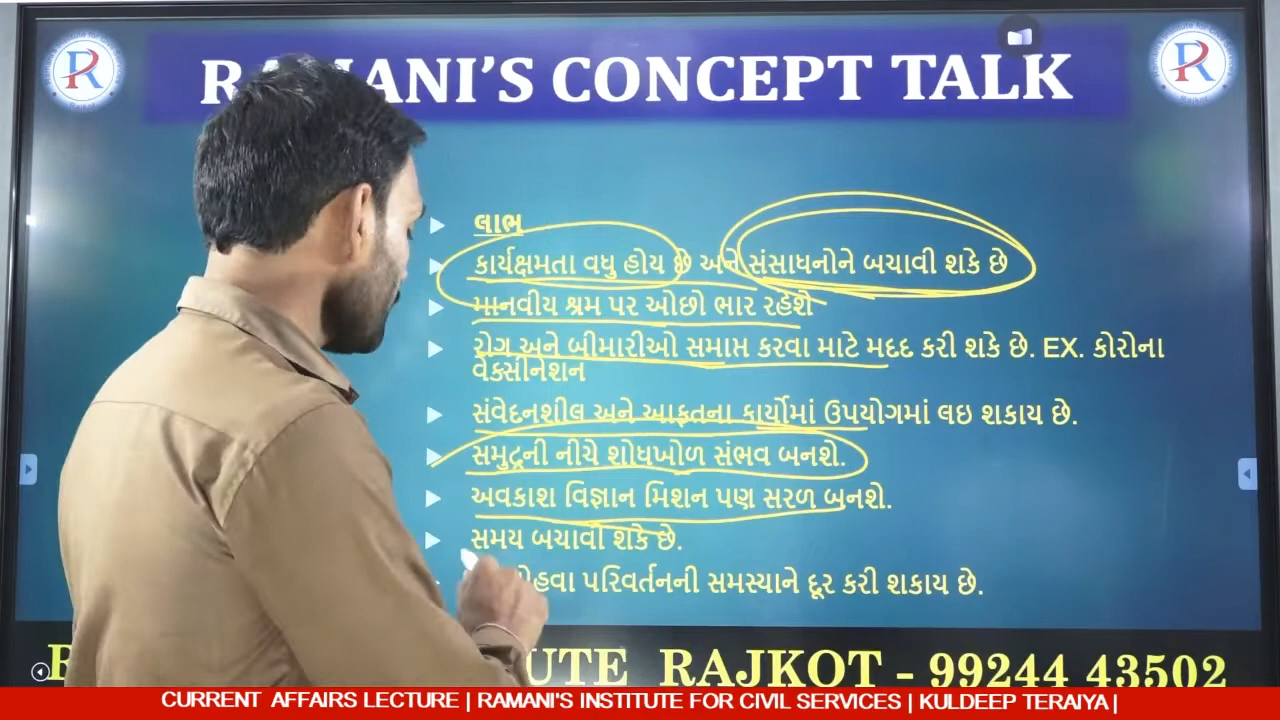 CONCEPT TALK
લાભ
કાર્યક્ષમતા વધુ હોય છે અને સંસાધનોને બચાવી શકે છે
માનવીય શ્રમ પર ઓછો ભાર રહેશે
રોગ અને બીમારીઓ સમાપ્ત કરવા માટે મદદ કરી શકે છે. EX. કોરોના
વેક્સીનેશન
સંવેદનશીલ અને આફતના કાર્યોમાં ઉપયોગમાં લઇ શકાય છે.
સમુદ્રની નીચે શોધખોળ સંભવ બનશે.
અવકાશ વિજ્ઞાન મિશન પણ સરળ બનશે.
સમય બચાવી શકે છે.
પરિવર્તનની સમસ્યાને દૂર કરી શકાય છે.
RAJKOT - 99244 43502
CURRENT AFFAIRS LECTURE | RAMANI'S INSTITUTE FOR CIVIL SERVICES | KULDEEP TERAIYA |